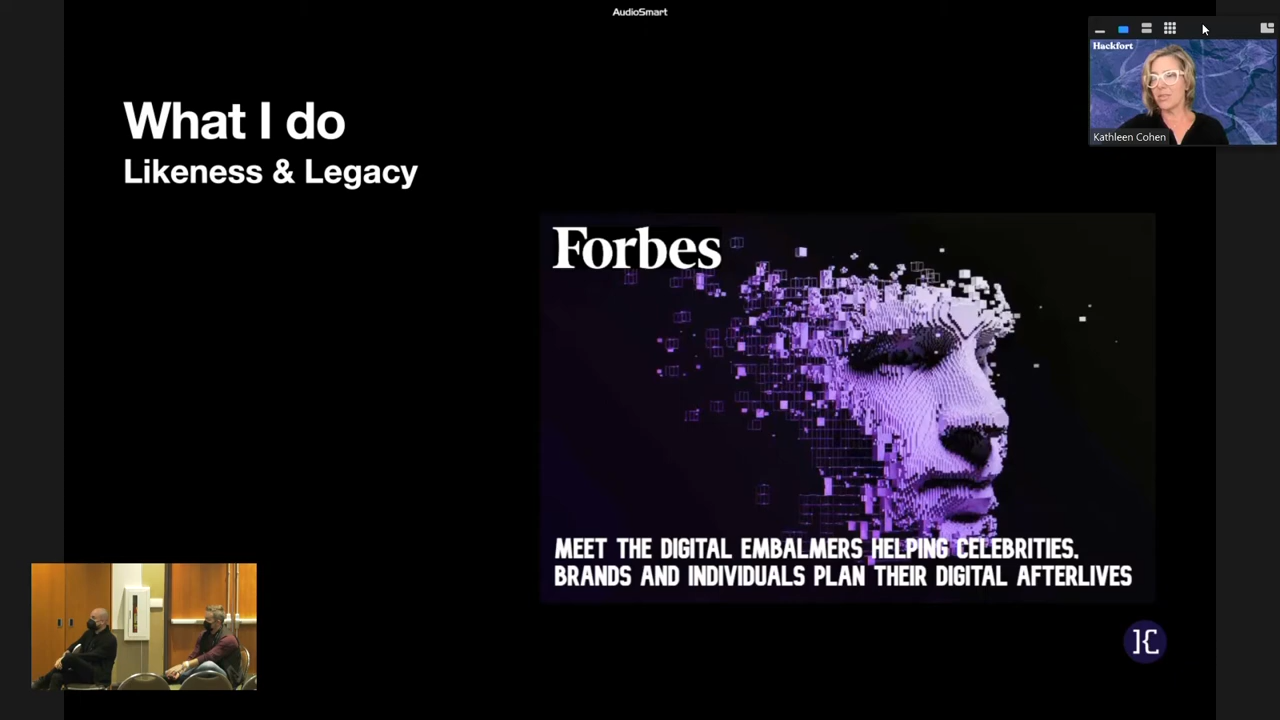 AudioSmart
Hackfort
Kathleen Cohen
What I do
Likeness & Legacy
Forbes
MEET THE DIGITAL EMBALMERS HELPING CELEBRITIES.
BRANDS AND INDIVIDUALS PLAN THEIR DIGITAL AFTERLIVES